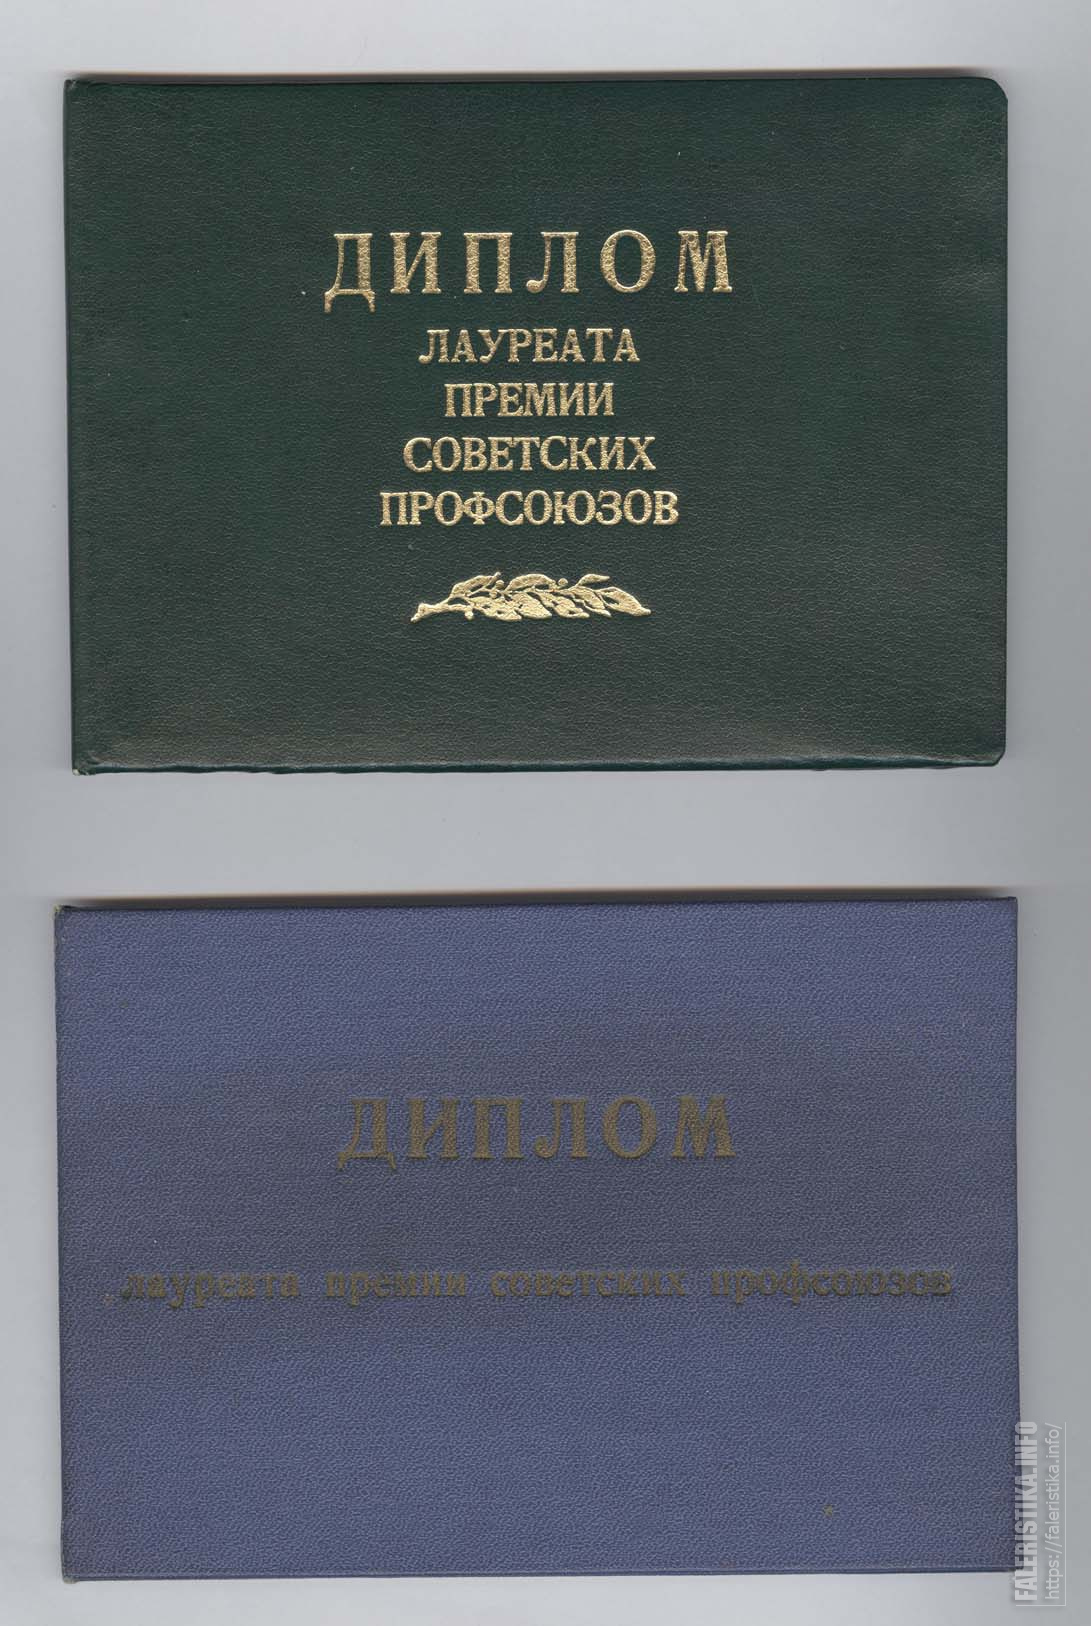 ДИПЛОМ
ЛАУРЕАТА
ПРЕМИИ
СОВЕТСКИХ
ПРОФСОЮЗОВ
ДИПЛОМ
лауреата премии советских профсоюзов
FALERISTIKA.INFO
https://faleristika.info/